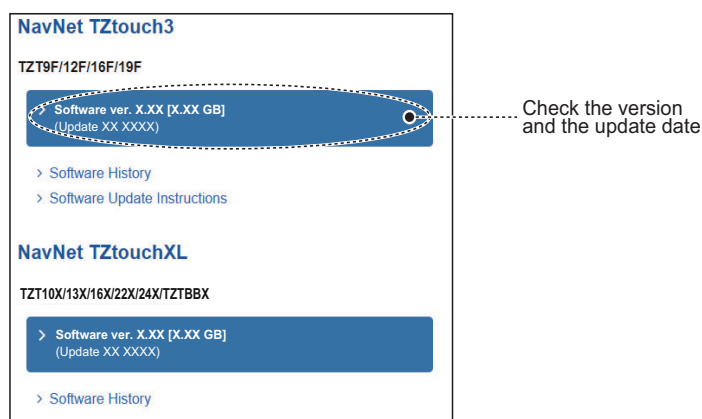 NavNet TZtouch3
TZT9F/12F/16F/19F
> Software ver. X.XX [X.XX GB]
(Update XX XXXX)
Check the version
and the update date
> Software History
> Software Update Instructions
NavNet TZtouchXL
TZT10X/13X/16X/22X/24X/TZTBBX
> Software ver. X.XX [X.XX GB]
(Update XX XXXX)
> Software History